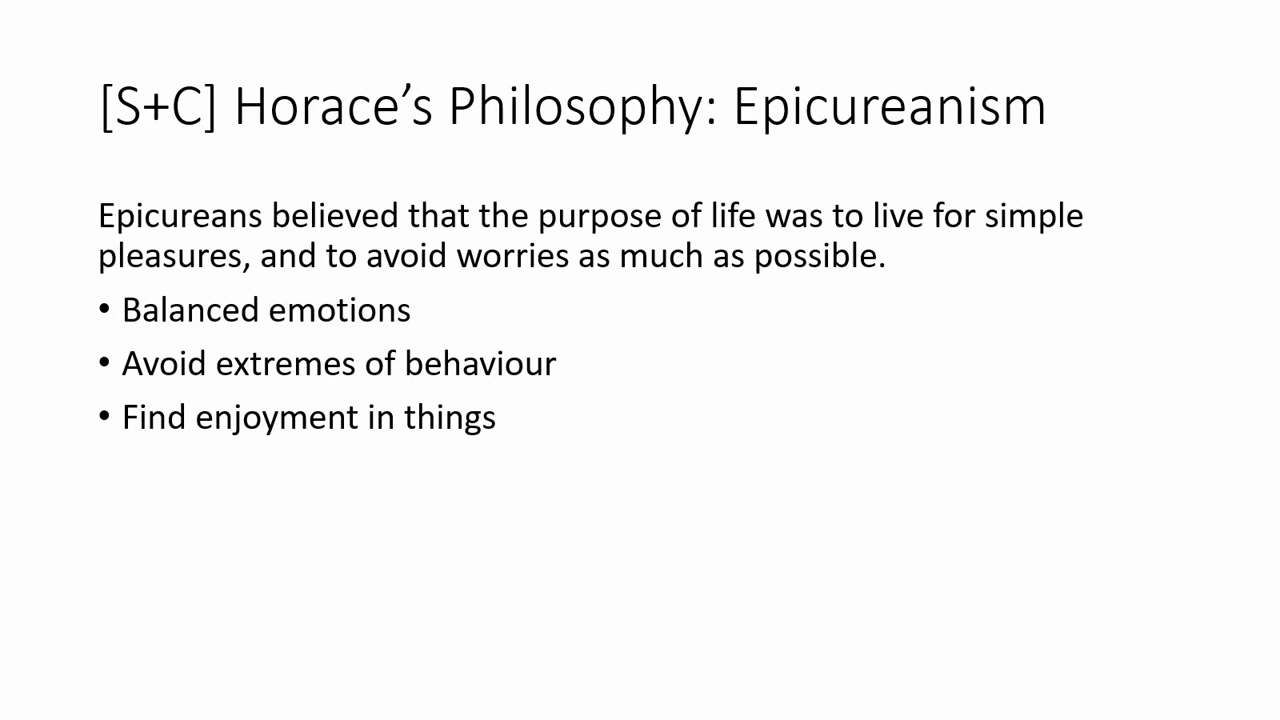 [S+C] Horace’s Philosophy: Epicureanism
Epicureans believed that the purpose of life was to live for simple
pleasures, and to avoid worries as much as possible.
• Balanced emotions
• Avoid extremes of behaviour
• Find enjoyment in things